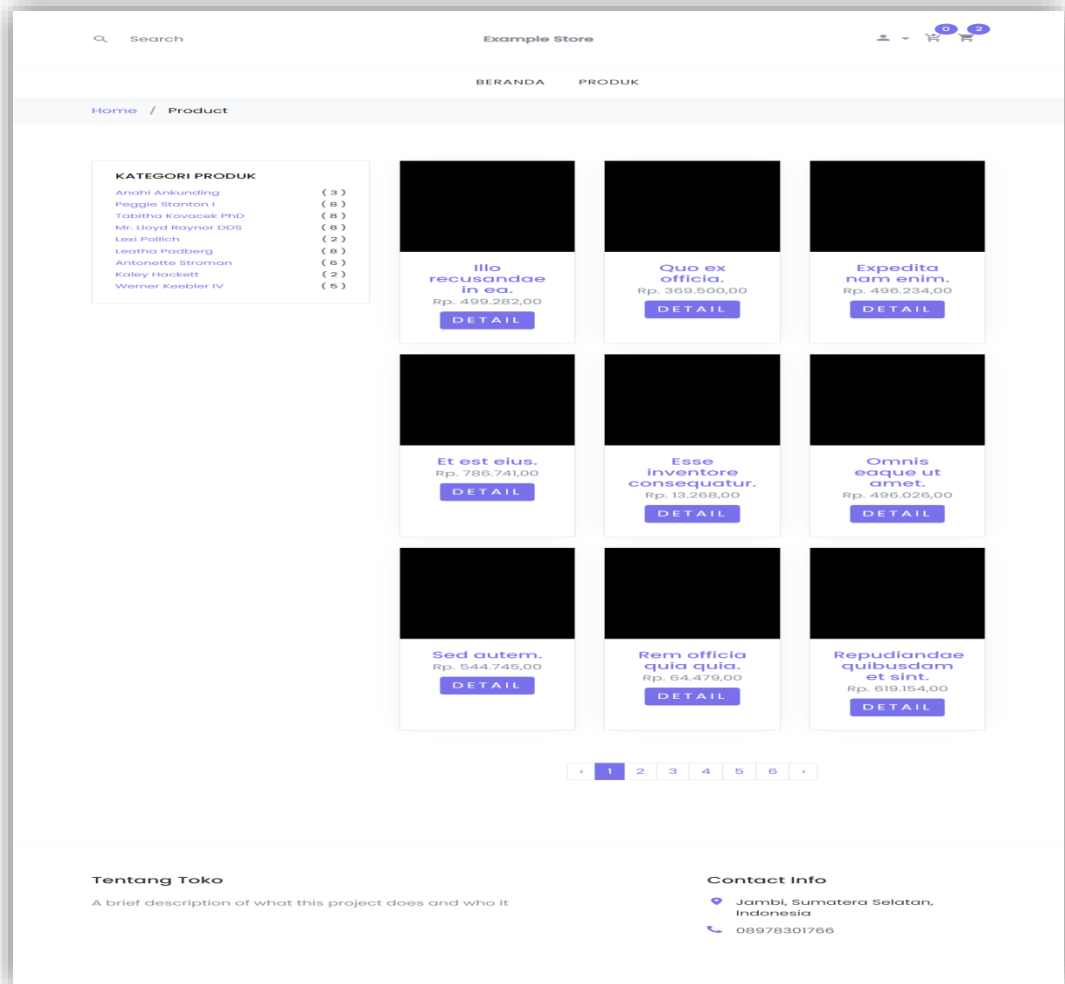 Search
Example Store
0
2
BERANDA PRODUK
Home / Product
KATEGORI PRODUK
Anahi Ankunding (3)
Peggie Stanton I (8)
Tabitha Kovacek PhD (8)
Mr. Lloyd Raynor DDS (8)
Lexi Pollich (2)
Leatha Padberg (8)
Antonette Stroman (6)
Kaley Hackett (2)
Werner Keebler IV (5)
Illo
recusandae
in ea.
Rp. 499.282,00
DETAIL
Quo ex
officia.
Rp. 369.500,00
DETAIL
Expedita
nam enim.
Rp. 496.234,00
DETAIL
Et est eius.
Rp. 786.741,00
DETAIL
Esse
inventore
consequatur.
Rp. 13.268,00
DETAIL
Omnis
eaque ut
amet.
Rp. 496.026,00
DETAIL
Sed autem.
Rp. 544.745,00
DETAIL
Rem officia
quia quia.
Rp. 64.479,00
DETAIL
Repudiandae
quibusdam
et sint.
Rp. 619.154,00
DETAIL
‹ 1 2 3 4 5 6 ›
Tentang Toko
A brief description of what this project does and who it
Contact Info
Jambi, Sumatera Selatan,
Indonesia
08978301766